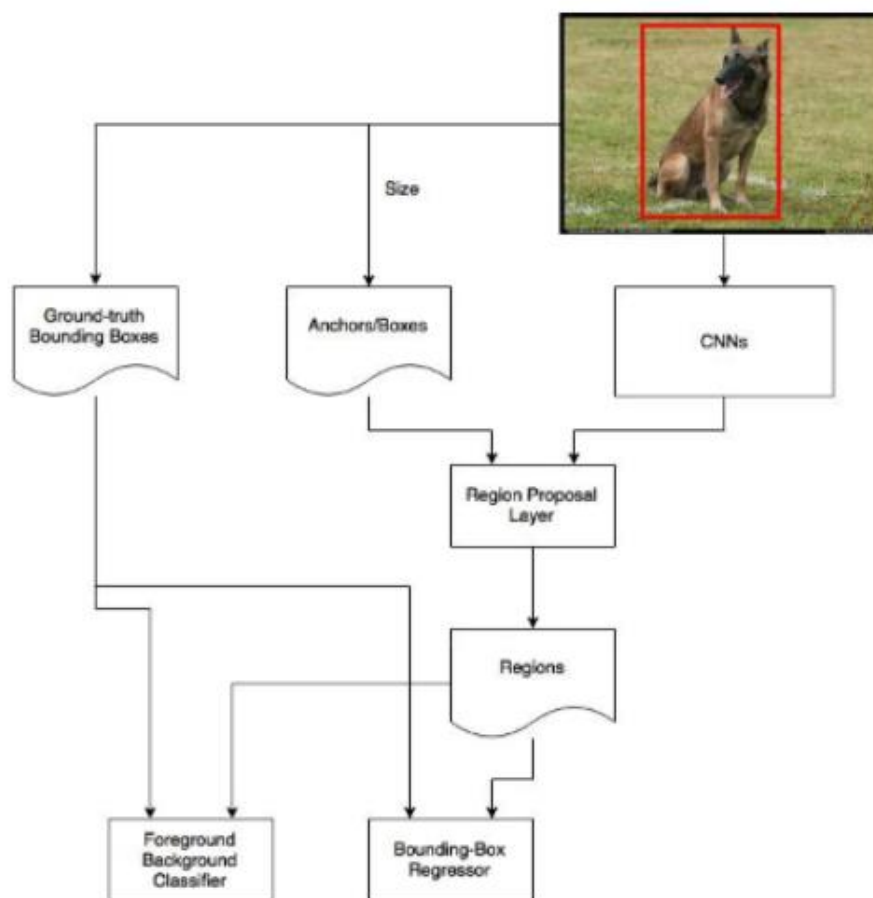 Size
Ground-truth
Bounding Boxes
Anchors/Boxes
CNNs
Region Proposal
Layer
Regions
Foreground
Background
Classifier
Bounding-Box
Regressor